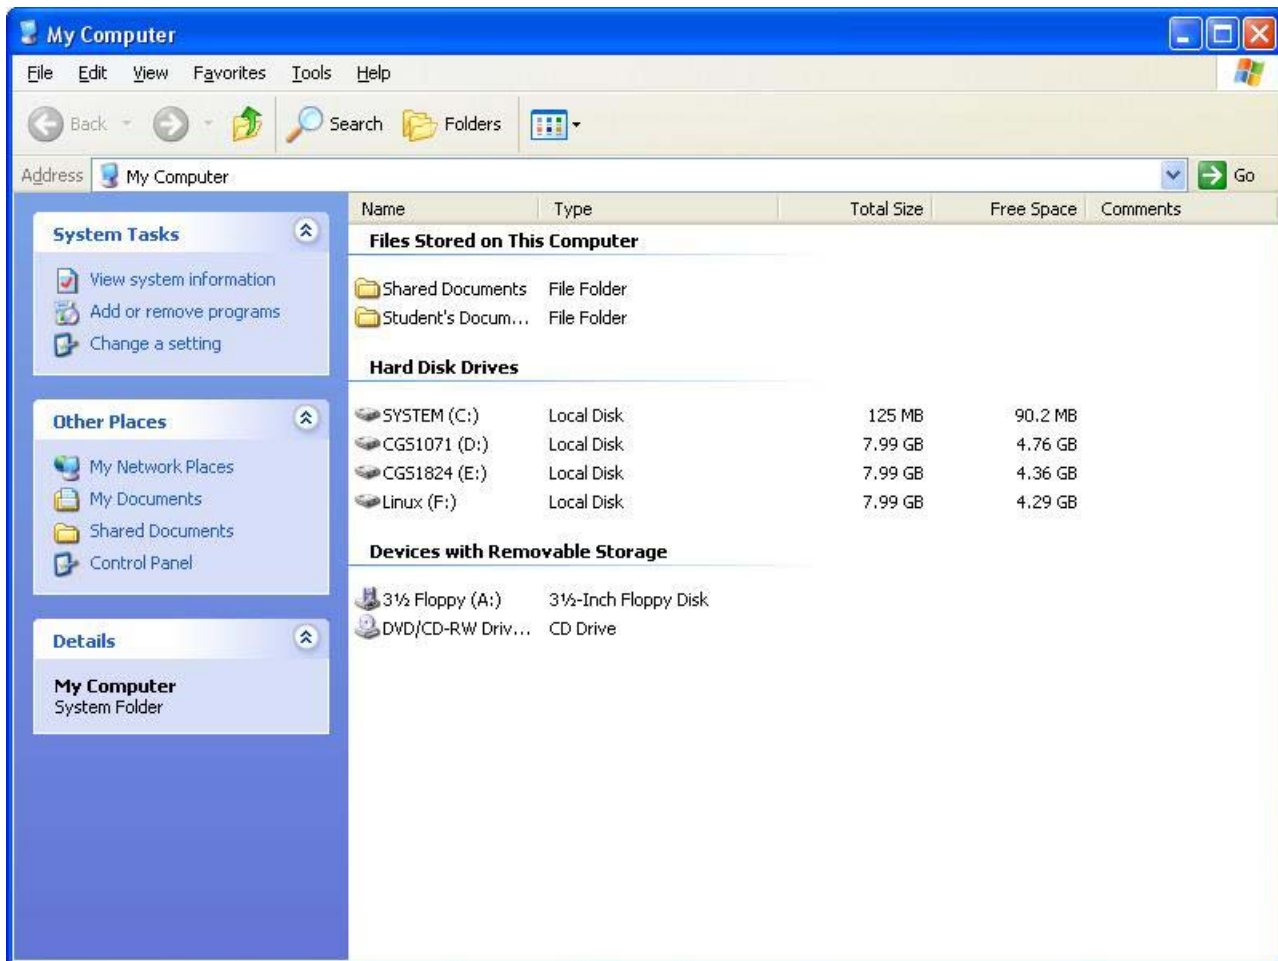 My Computer
File Edit View Favorites Tools Help
Back Search Folders
Address My Computer Go
System Tasks
View system information
Add or remove programs
Change a setting
Other Places
My Network Places
My Documents
Shared Documents
Control Panel
Details
My Computer
System Folder
Name Type Total Size Free Space Comments
Files Stored on This Computer
Shared Documents File Folder
Student's Docum... File Folder
Hard Disk Drives
SYSTEM (C:) Local Disk 125 MB 90.2 MB
CGS1071 (D:) Local Disk 7.99 GB 4.76 GB
CGS1824 (E:) Local Disk 7.99 GB 4.36 GB
Linux (F:) Local Disk 7.99 GB 4.29 GB
Devices with Removable Storage
3½ Floppy (A:) 3½-Inch Floppy Disk
DVD/CD-RW Driv... CD Drive